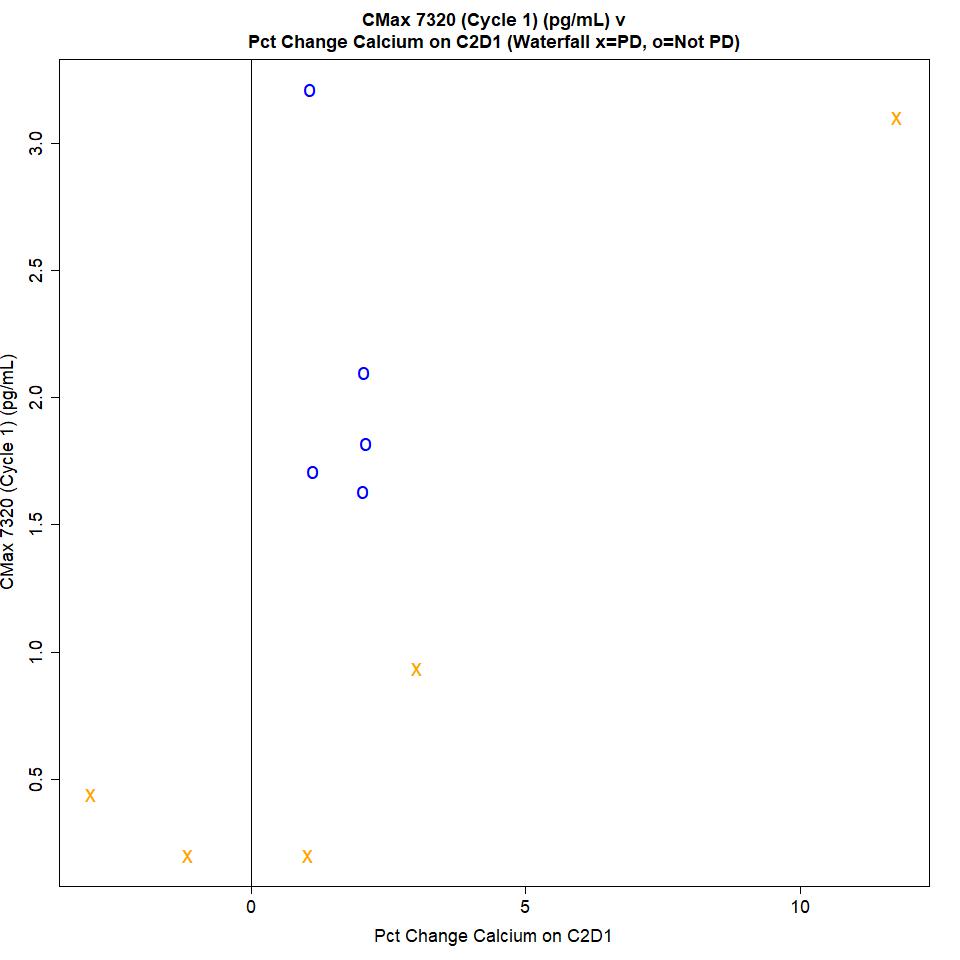 CMax 7320 (Cycle 1) (pg/mL) v
Pct Change Calcium on C2D1 (Waterfall x=PD, o=Not PD)
CMax 7320 (Cycle 1) (pg/mL)
3.0
2.5
2.0
1.5
1.0
0.5
o
x
o
o
o
o
x
x
x
x
0 5 10
Pct Change Calcium on C2D1